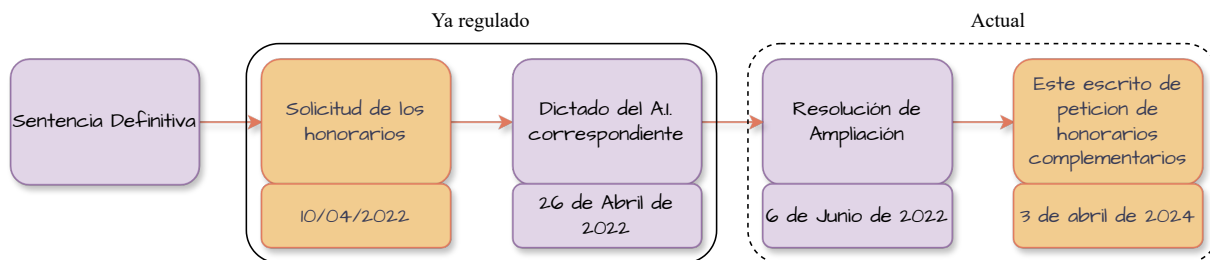 Ya regulado
Actual
Sentencia Definitiva
Solicitud de los
honorarios
10/04/2022
Dictado del A.I.
correspondiente
26 de Abril de
2022
Resolución de
Ampliación
6 de Junio de 2022
Este escrito de
peticion de
honorarios
complementarios
3 de abril de 2024